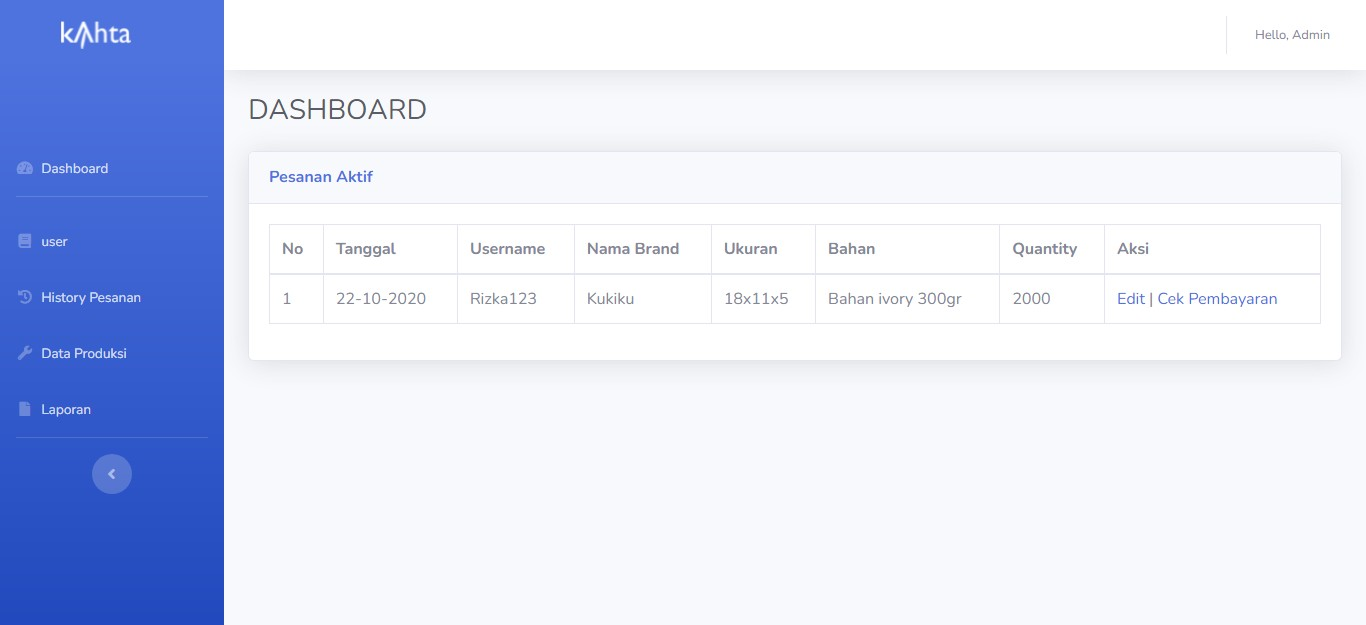 kAhta
Hello, Admin
DASHBOARD
Dashboard
user
History Pesanan
Data Produksi
Laporan
Pesanan Aktif
No Tanggal Username Nama Brand Ukuran Bahan Quantity Aksi
1 22-10-2020 Rizka123 Kukiku 18x11x5 Bahan ivory 300gr 2000 Edit | Cek Pembayaran